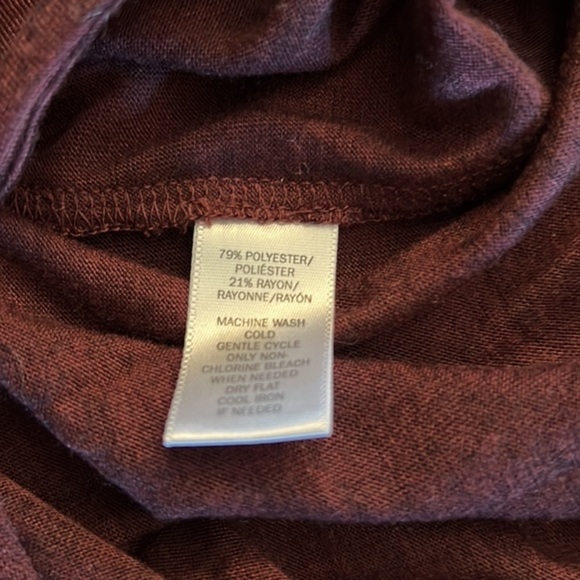 79% POLYESTER/
POLIÉSTER
21% RAYON/
RAYONNE/RAYÓN
MACHINE WASH
COLD
GENTLE CYCLE
ONLY NON-
CHLORINE BLEACH
WHEN NEEDED
DRY FLAT
COOL IRON
IF NEEDED